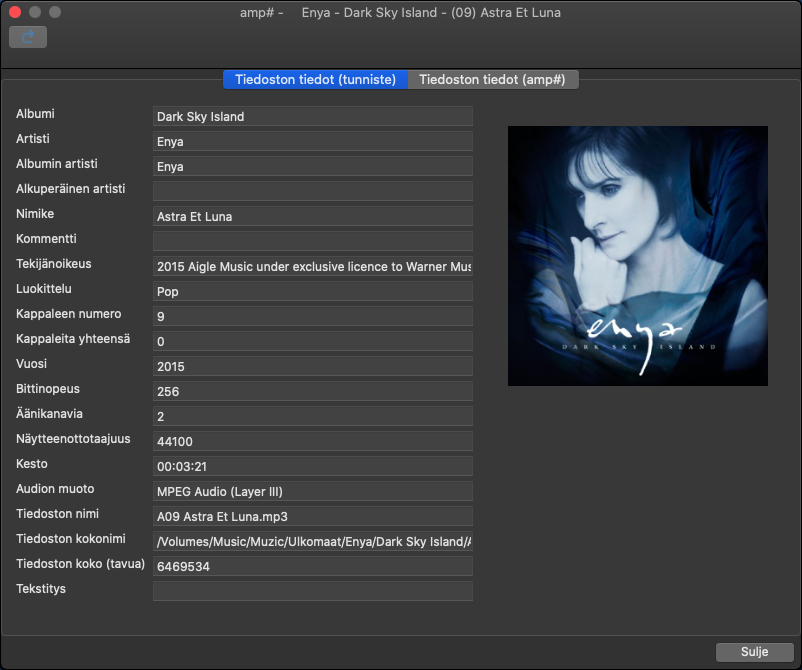 amp# - Enya - Dark Sky Island - (09) Astra Et Luna
Tiedoston tiedot (tunniste) Tiedoston tiedot (amp#)
Albumi Dark Sky Island
Artisti Enya
Albumin artisti Enya
Alkuperäinen artisti
Nimike Astra Et Luna
Kommentti
Tekijänoikeus 2015 Aigle Music under exclusive licence to Warner Mus
Luokittelu Pop
Kappaleen numero 9
Kappaleita yhteensä 0
Vuosi 2015
Bittinopeus 256
Äänikanavia 2
Näytteenottotaajuus 44100
Kesto 00:03:21
Audion muoto MPEG Audio (Layer III)
Tiedoston nimi A09 Astra Et Luna.mp3
Tiedoston kokonimi /Volumes/Music/Muzic/Ulkomaat/Enya/Dark Sky Island/A
Tiedoston koko (tavua) 6469534
Tekstitys
enya
DARK SKY ISLAND
Sulje